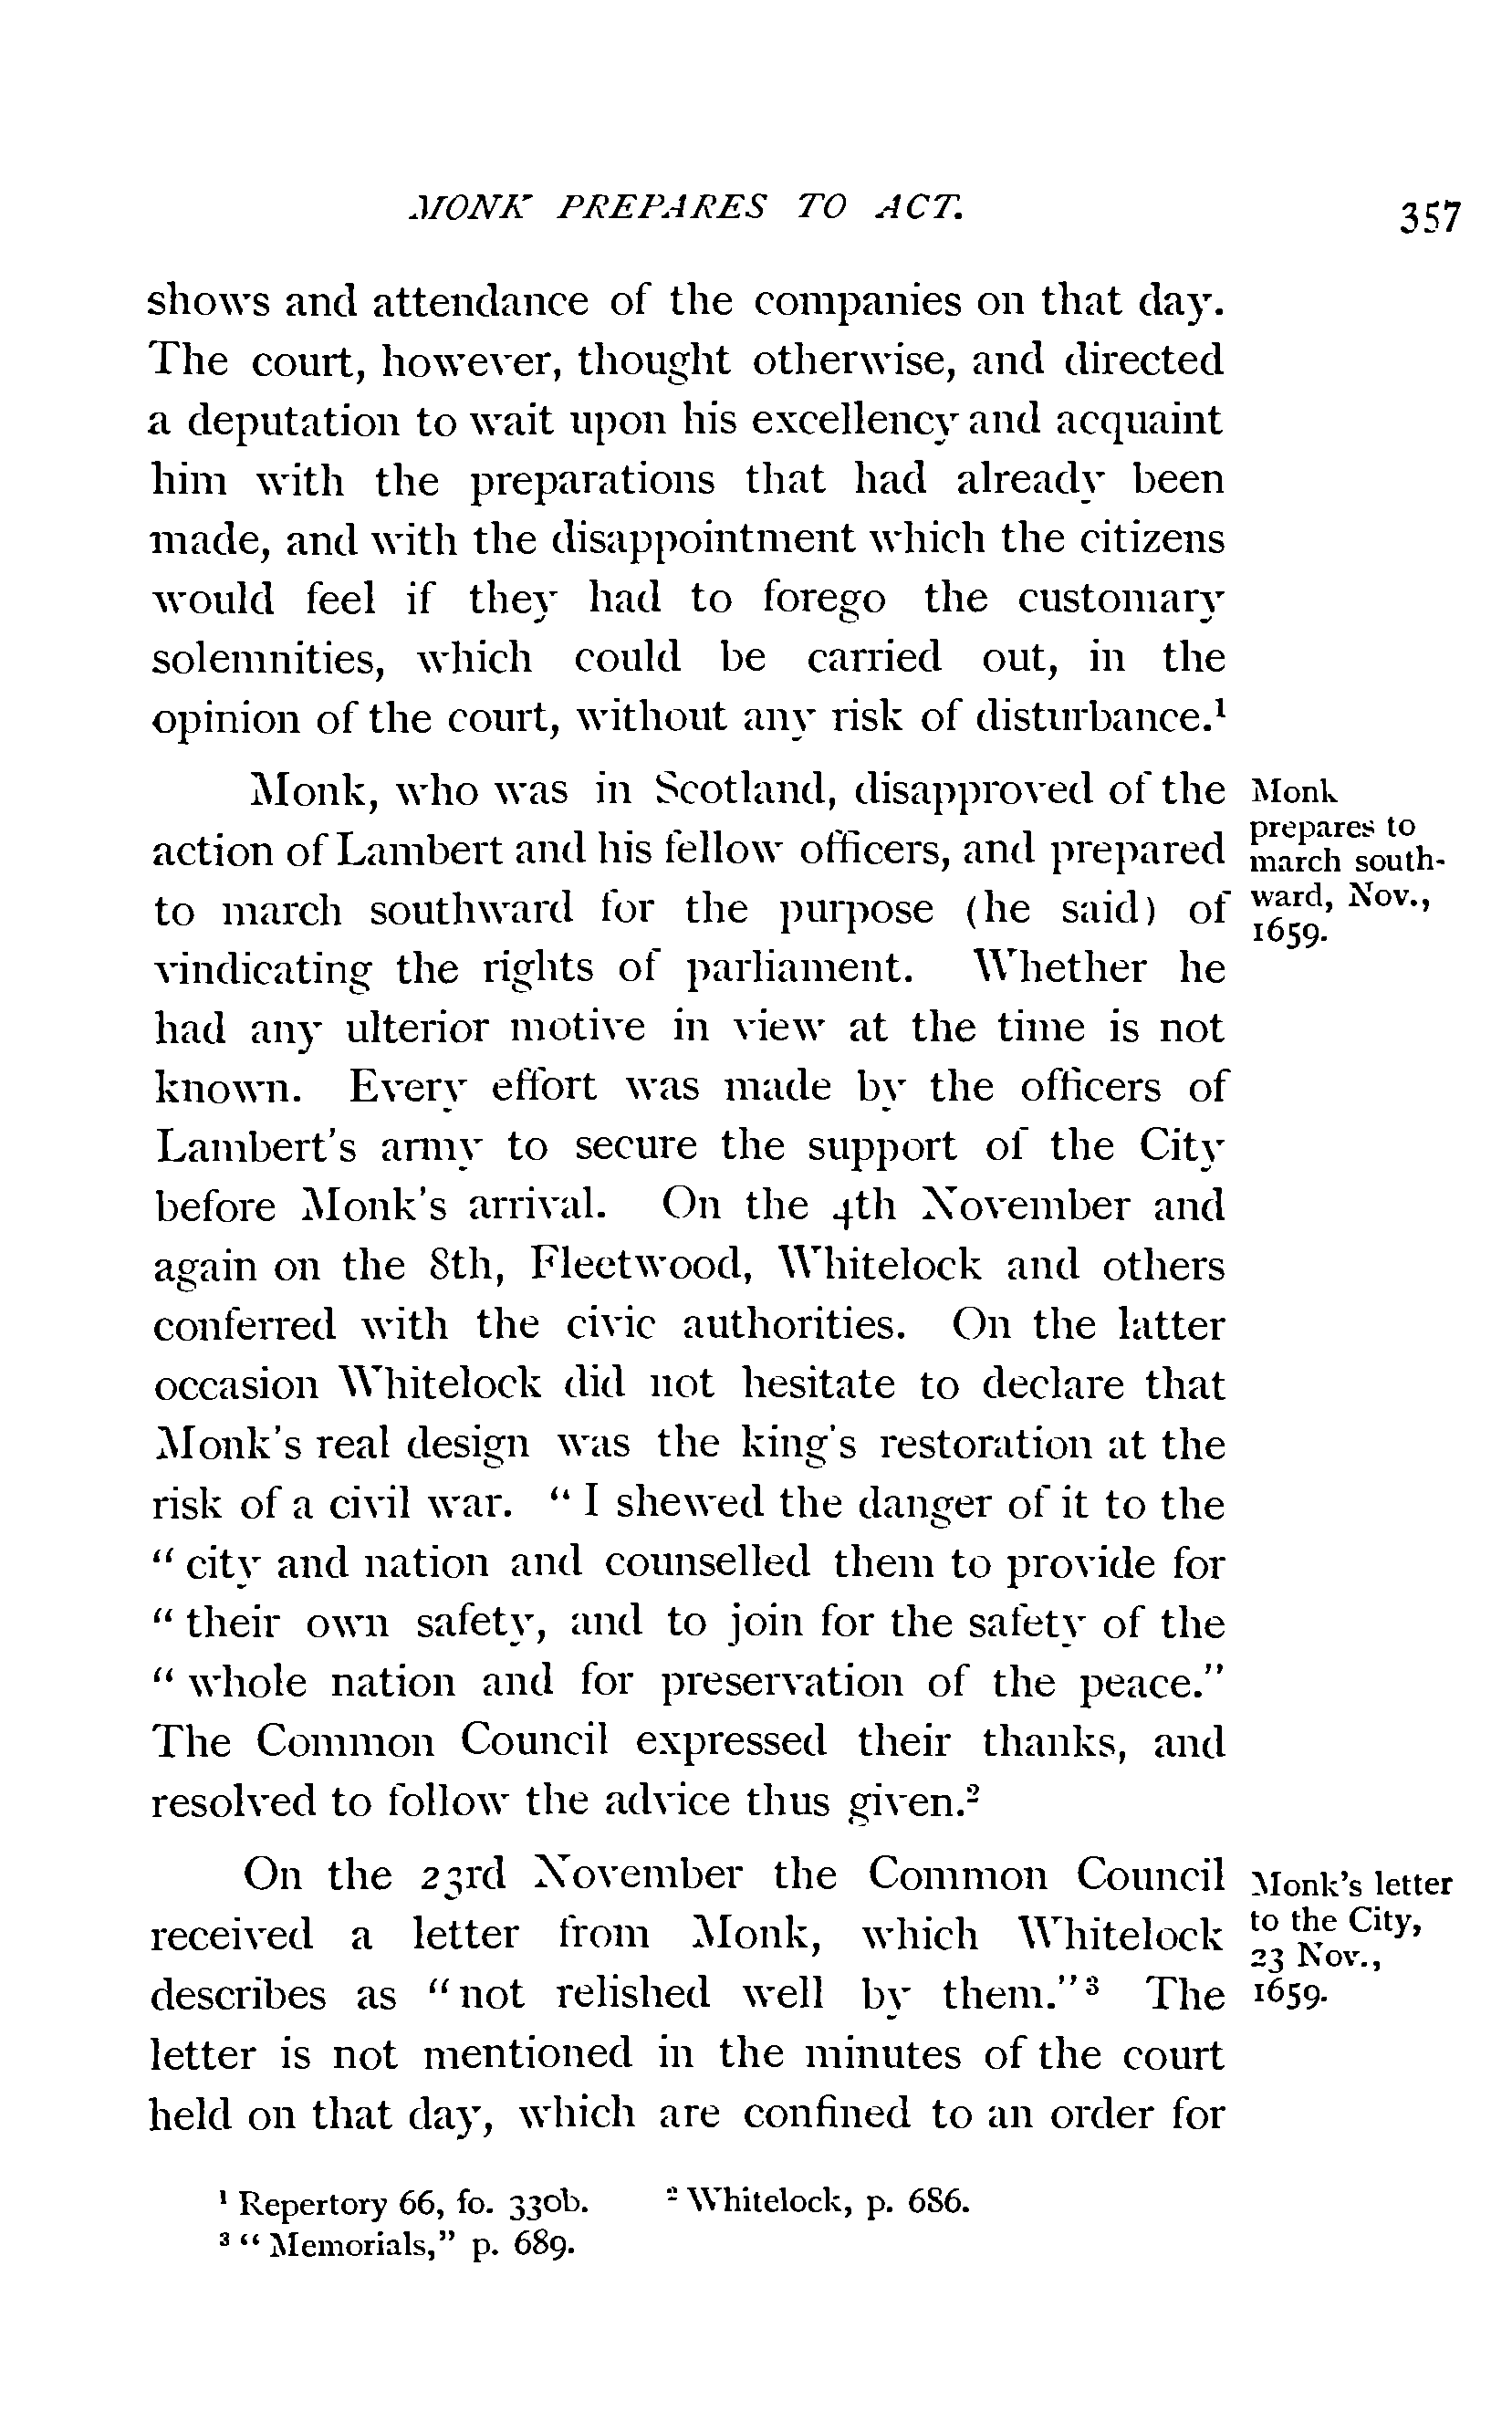 MONK PREPARES TO ACT.
357
shows and attendance of the companies on that day.
The court, however, thought otherwise, and directed
a deputation to wait upon his excellency and acquaint
him with the preparations that had already been
made, and with the disappointment which the citizens
would feel if they had to forego the customary
solemnities, which could be carried out, in the
opinion of the court, without any risk of disturbance.¹
Monk, who was in Scotland, disapproved of the
action of Lambert and his fellow officers, and prepared
to march southward for the purpose (he said) of
vindicating the rights of parliament. Whether he
had any ulterior motive in view at the time is not
known. Every effort was made by the officers of
Lambert's army to secure the support of the City
before Monk's arrival. On the 4th November and
again on the 8th, Fleetwood, Whitelock and others
conferred with the civic authorities. On the latter
occasion Whitelock did not hesitate to declare that
Monk's real design was the king's restoration at the
risk of a civil war. "I shewed the danger of it to the
"city and nation and counselled them to provide for
"their own safety, and to join for the safety of the
"whole nation and for preservation of the peace."
The Common Council expressed their thanks, and
resolved to follow the advice thus given.²
Monk
prepares to
march south-
ward, Nov.,
1659.
On the 23rd November the Common Council
received a letter from Monk, which Whitelock
describes as "not relished well by them."³ The
letter is not mentioned in the minutes of the court
held on that day, which are confined to an order for
Monk's letter
to the City,
23 Nov.,
1659.
¹ Repertory 66, fo. 330b. ² Whitelock, p. 686.
³ "Memorials," p. 689.